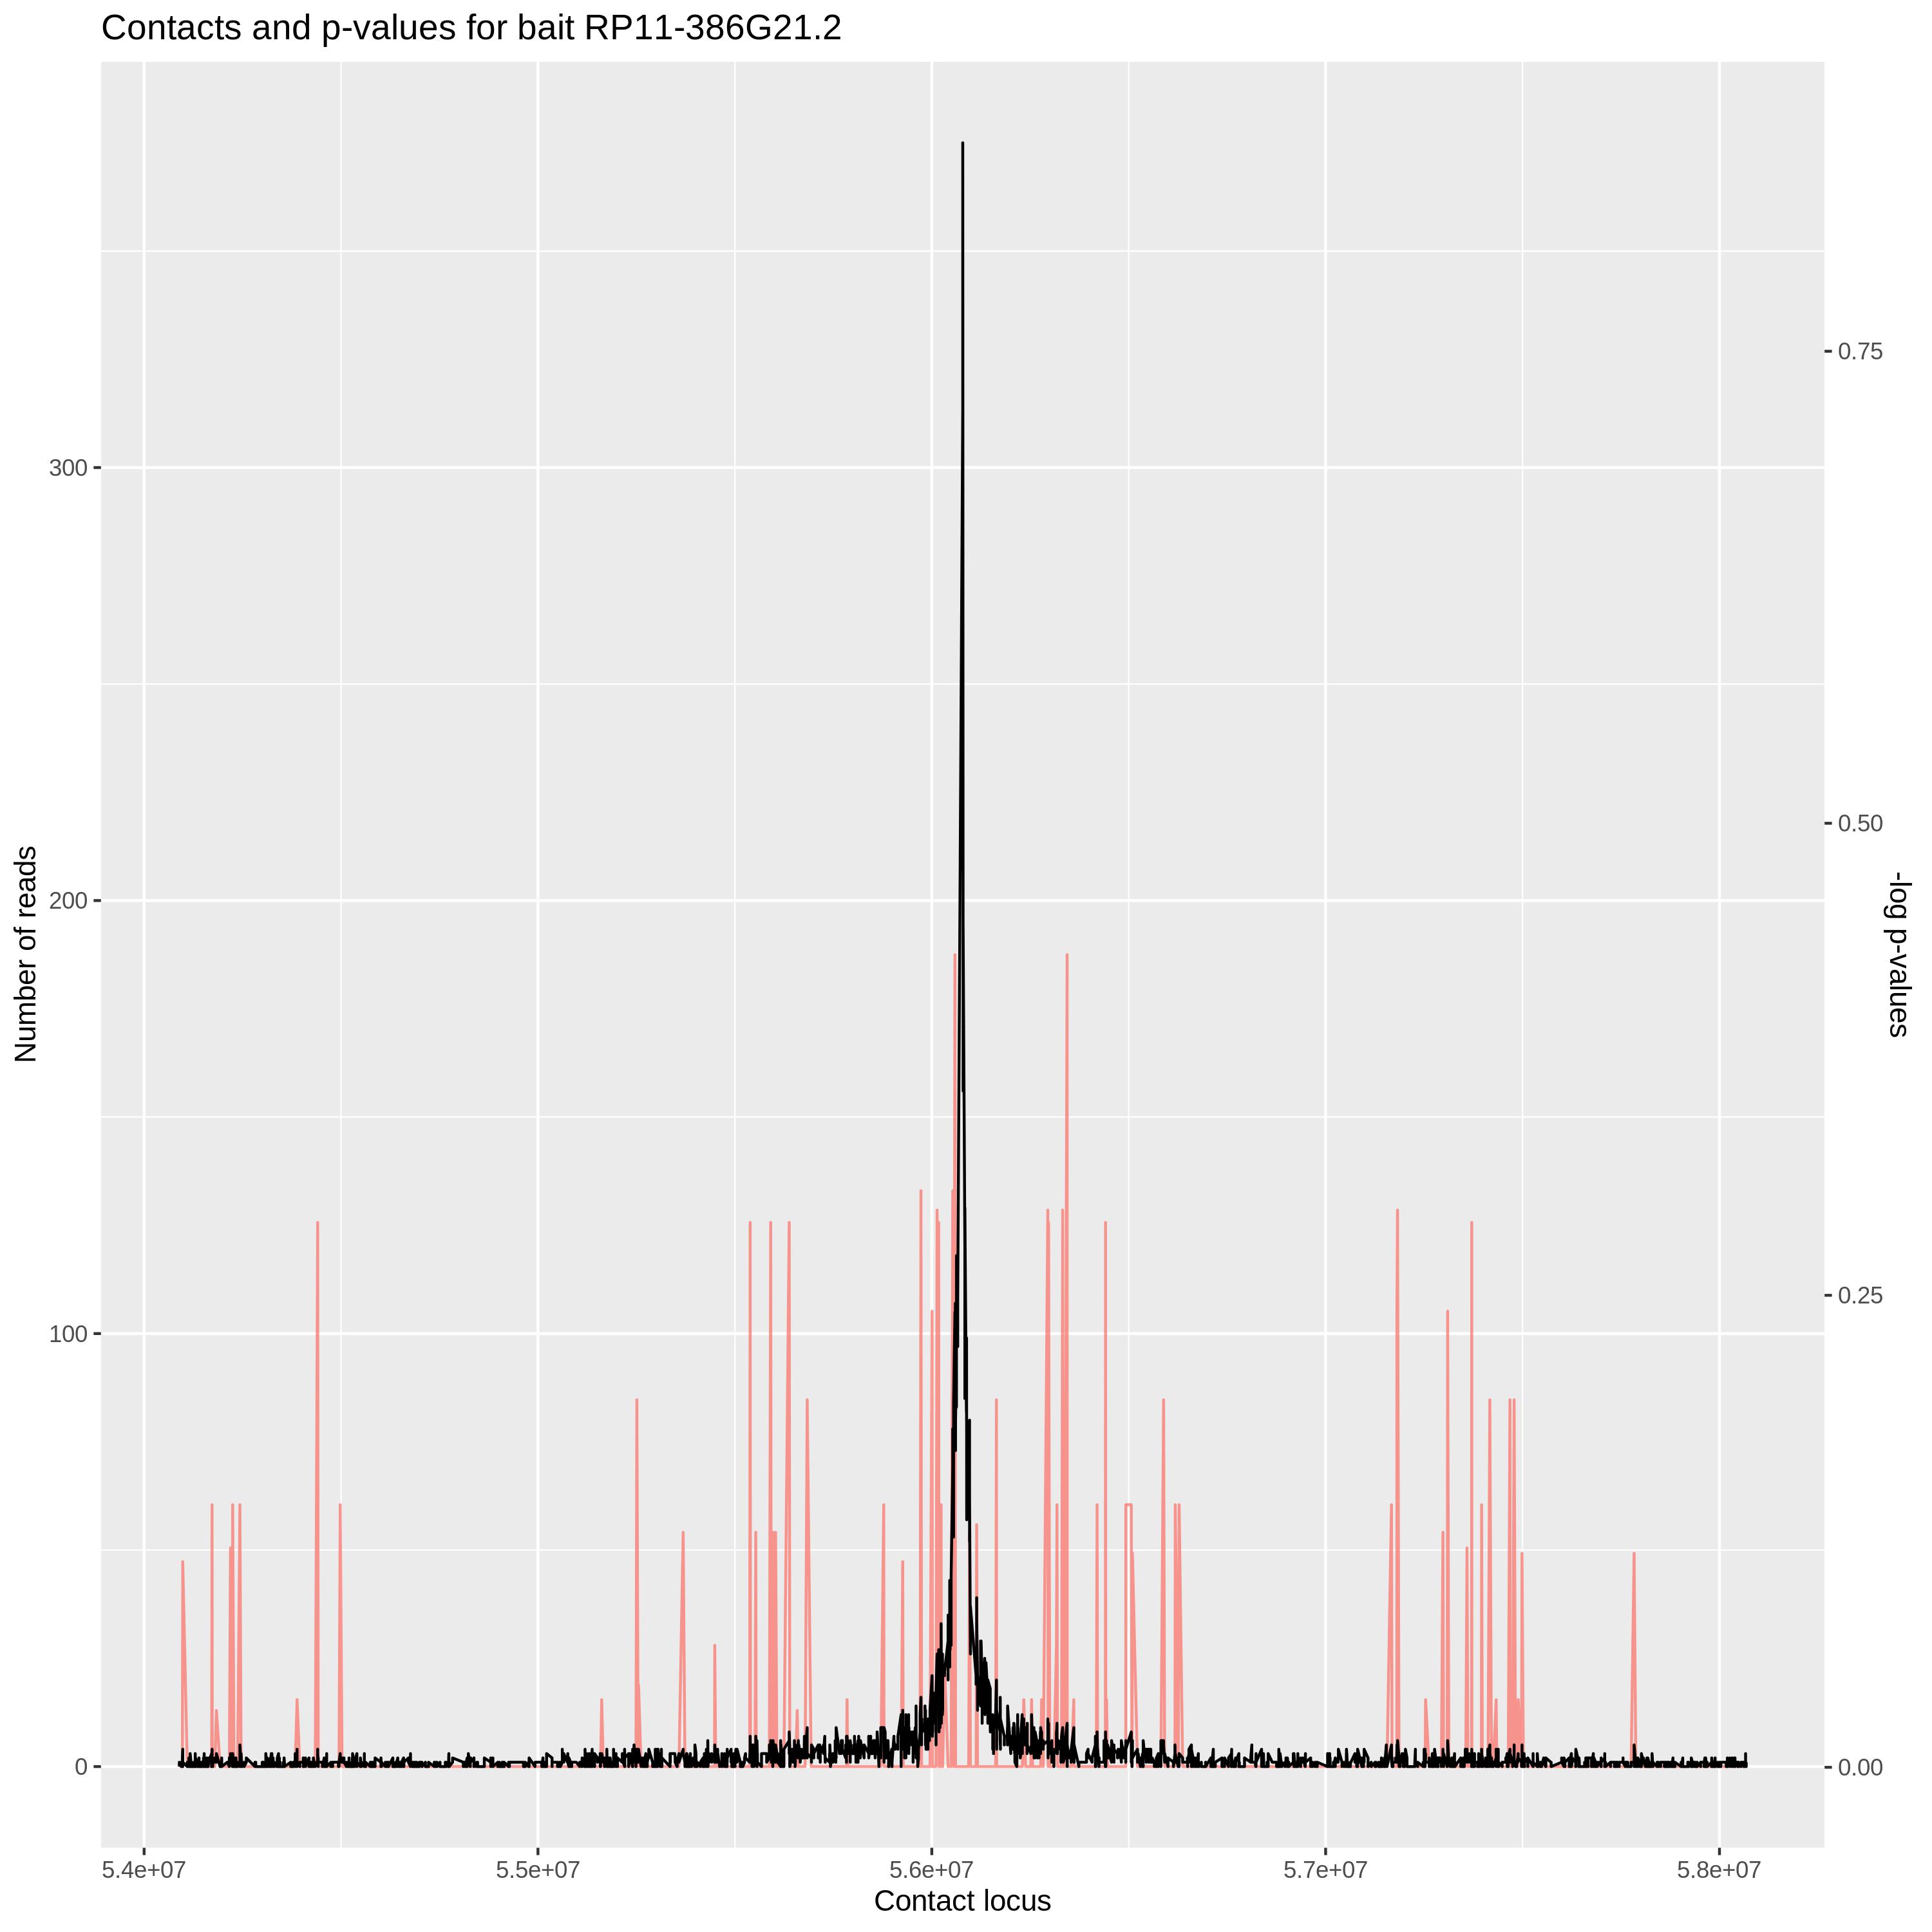 Contacts and p-values for bait RP11-386G21.2
Number of reads
300
200
100
0
0.75
0.50
0.25
0.00
-log p-values
5.4e+07 5.5e+07 5.6e+07 5.7e+07 5.8e+07
Contact locus